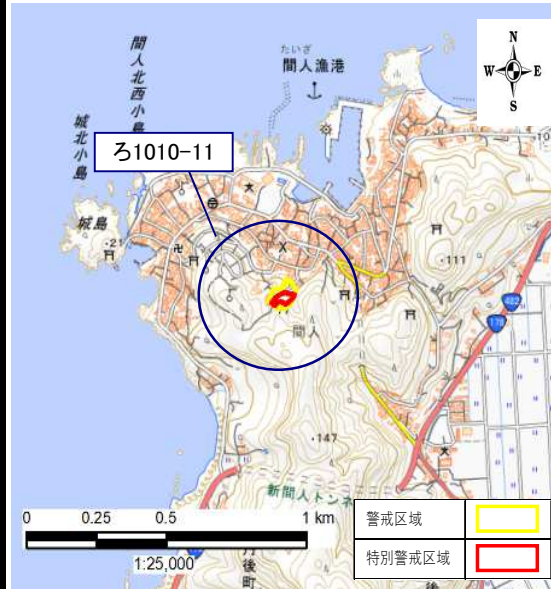 N
W E
S
たいざ
間人漁港
間人北西小島
城北小島
ろ1010-11
城島
・21
・111
482
178
間人
・147
新間人トンネ
0 0.25 0.5 1 km
1:25,000
丹後町
後
警戒区域
特別警戒区域